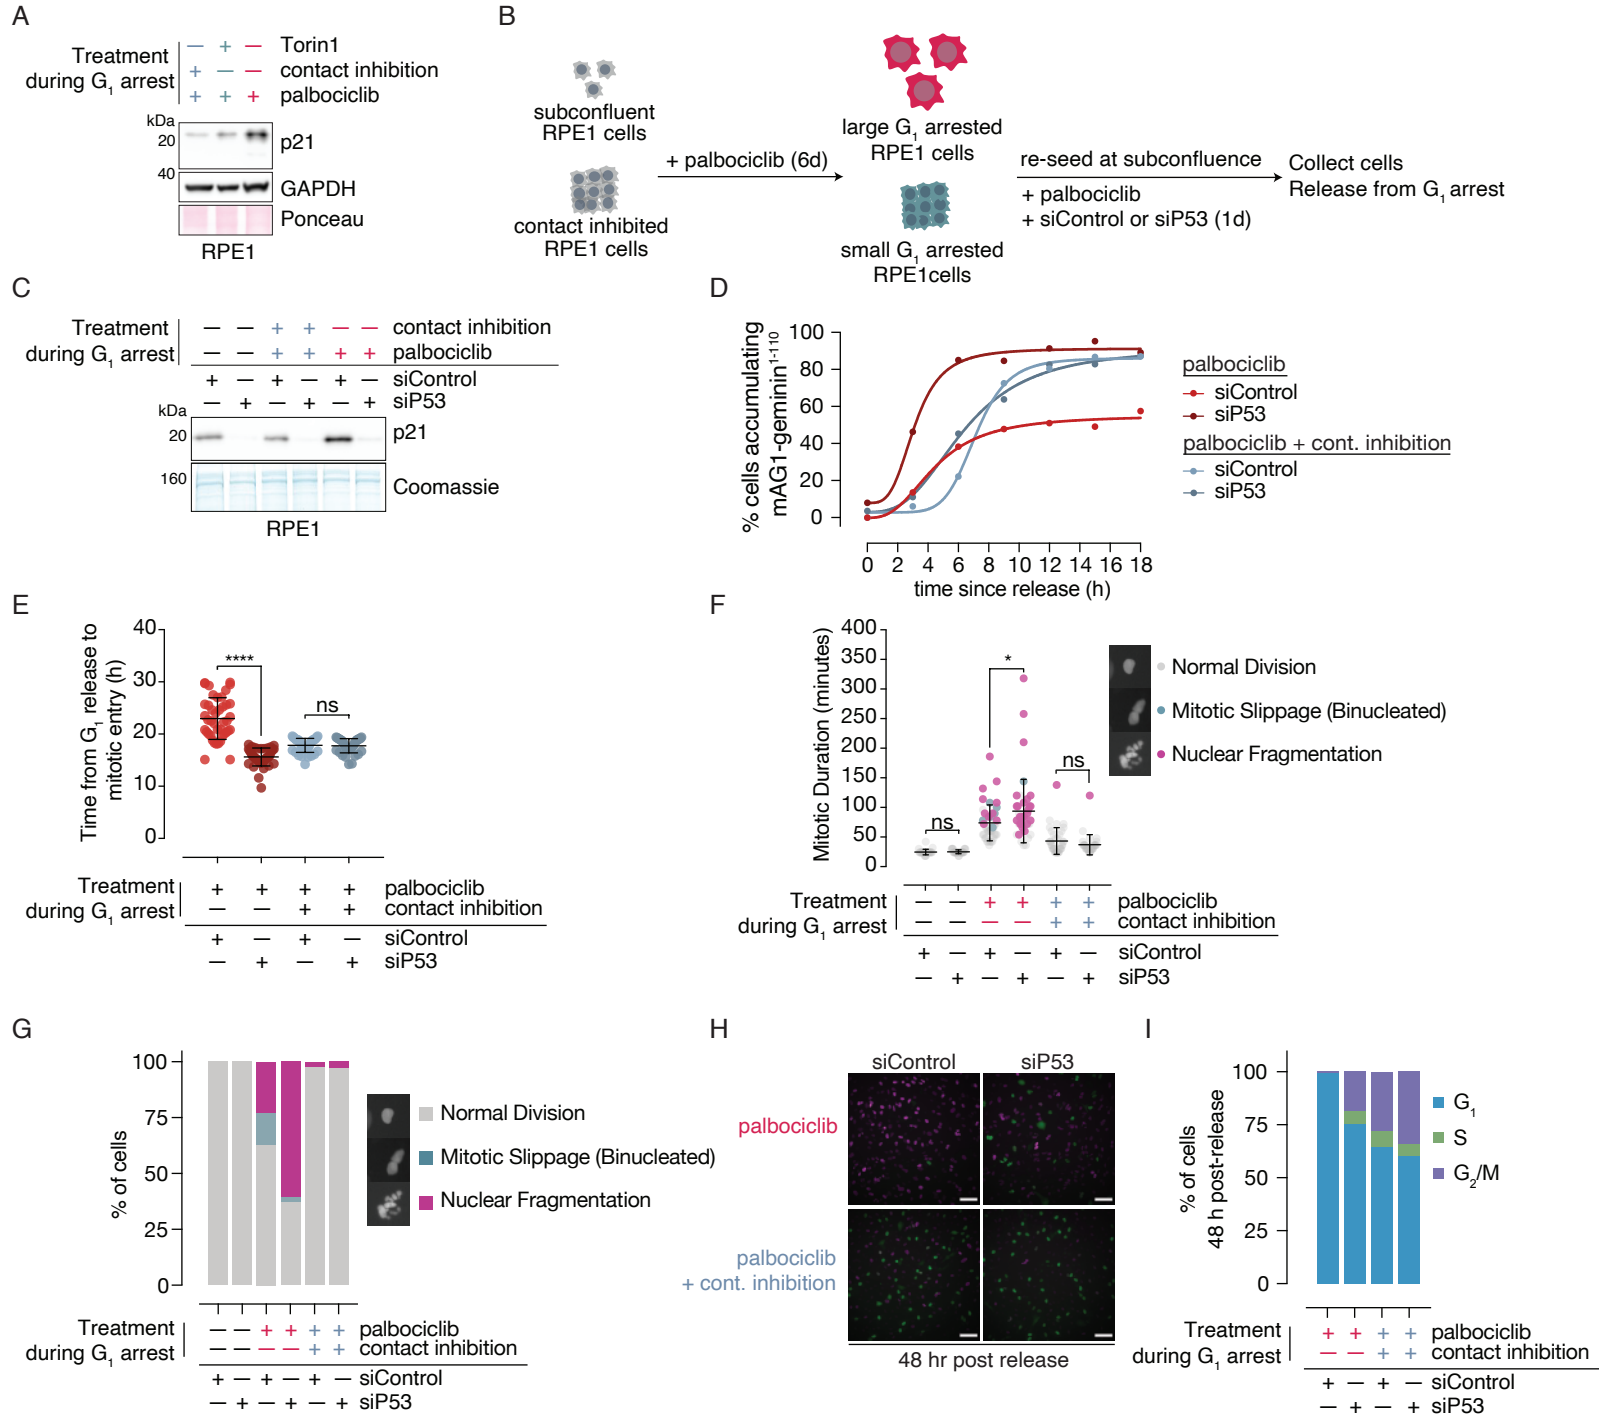 A
Treatment
during G1 arrest
— + — Torin1
+ — — contact inhibition
+ + + palbociclib
kDa
20
p21
40
GAPDH
Ponceau
RPE1
B
subconfluent
RPE1 cells
contact inhibited
RPE1 cells
+ palbociclib (6d)
large G1 arrested
RPE1 cells
small G1 arrested
RPE1cells
re-seed at subconfluence
+ palbociclib
+ siControl or siP53 (1d)
Collect cells
Release from G1 arrest
C
Treatment
during G1 arrest
— — + + — — contact inhibition
— — + + + + palbociclib
+ — + — + — siControl
— + — + — + siP53
kDa
20
p21
160
Coomassie
RPE1
D
% cells accumulating
mAG1-geminin1-110
100
80
60
40
20
0
0 2 4 6 8 10 12 14 16 18
time since release (h)
palbociclib
siControl
siP53
palbociclib + cont. inhibition
siControl
siP53
E
Time from G1 release to
mitotic entry (h)
40
30
20
10
0
****
ns
Treatment
during G1 arrest
+ + + + palbociclib
— — + + contact inhibition
+ — + — siControl
— + — + siP53
F
Mitotic Duration (minutes)
400
350
300
250
200
150
100
50
0
ns
*
ns
Normal Division
Mitotic Slippage (Binucleated)
Nuclear Fragmentation
Treatment
during G1 arrest
— — + + + + palbociclib
— — — — + + contact inhibition
+ — + — + — siControl
— + — + — + siP53
G
% of cells
100
75
50
25
0
Normal Division
Mitotic Slippage (Binucleated)
Nuclear Fragmentation
Treatment
during G1 arrest
— — + + + + palbociclib
— — — — + + contact inhibition
+ — + — + — siControl
— + — + — + siP53
H
siControl siP53
palbociclib
palbociclib
+ cont. inhibition
48 hr post release
I
% of cells
48 h post-release
100
75
50
25
0
G1
S
G2/M
Treatment
during G1 arrest
+ + + + palbociclib
— — + + contact inhibition
+ — + — siControl
— + — + siP53